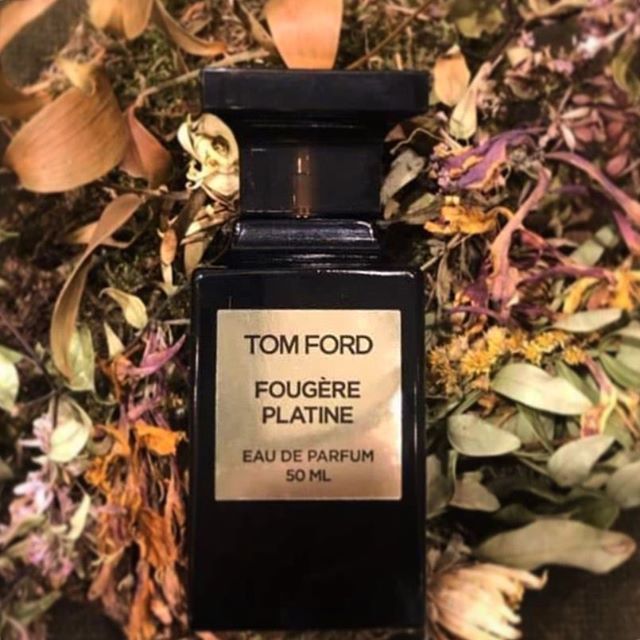 TOM FORD
FOUGÈRE
PLATINE
EAU DE PARFUM
50 ML